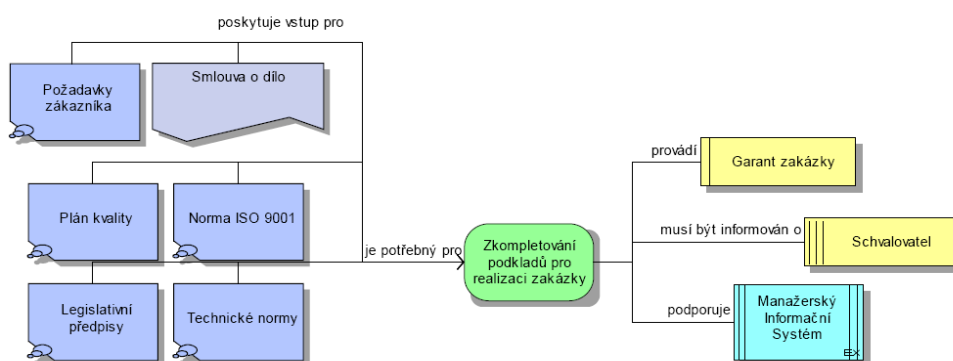 poskytuje vstup pro
Požadavky
zákazníka
Smlouva o dílo
provádí
Garant zakázky
Plán kvality
Norma ISO 9001
je potřebný pro
Zkompletování
podkladů pro
realizaci zakázky
musí být informován o
Schvalovatel
Legislativní
předpisy
Technické normy
podporuje
Manažerský
Informační
Systém
EX